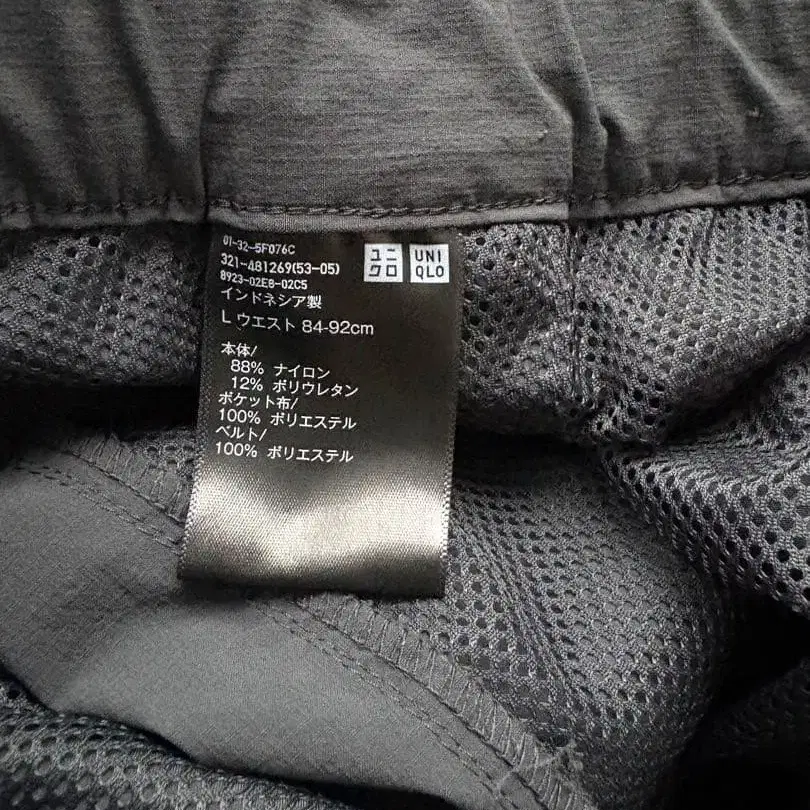 01-32-5F076C
321-481269(53-05)
8923-02E8-02C5
ユニ
クロ
UNI
QLO
インドネシア製
L ウエスト 84-92cm
本体/
88% ナイロン
12% ポリウレタン
ポケット布/
100% ポリエステル
ベルト/
100% ポリエステル